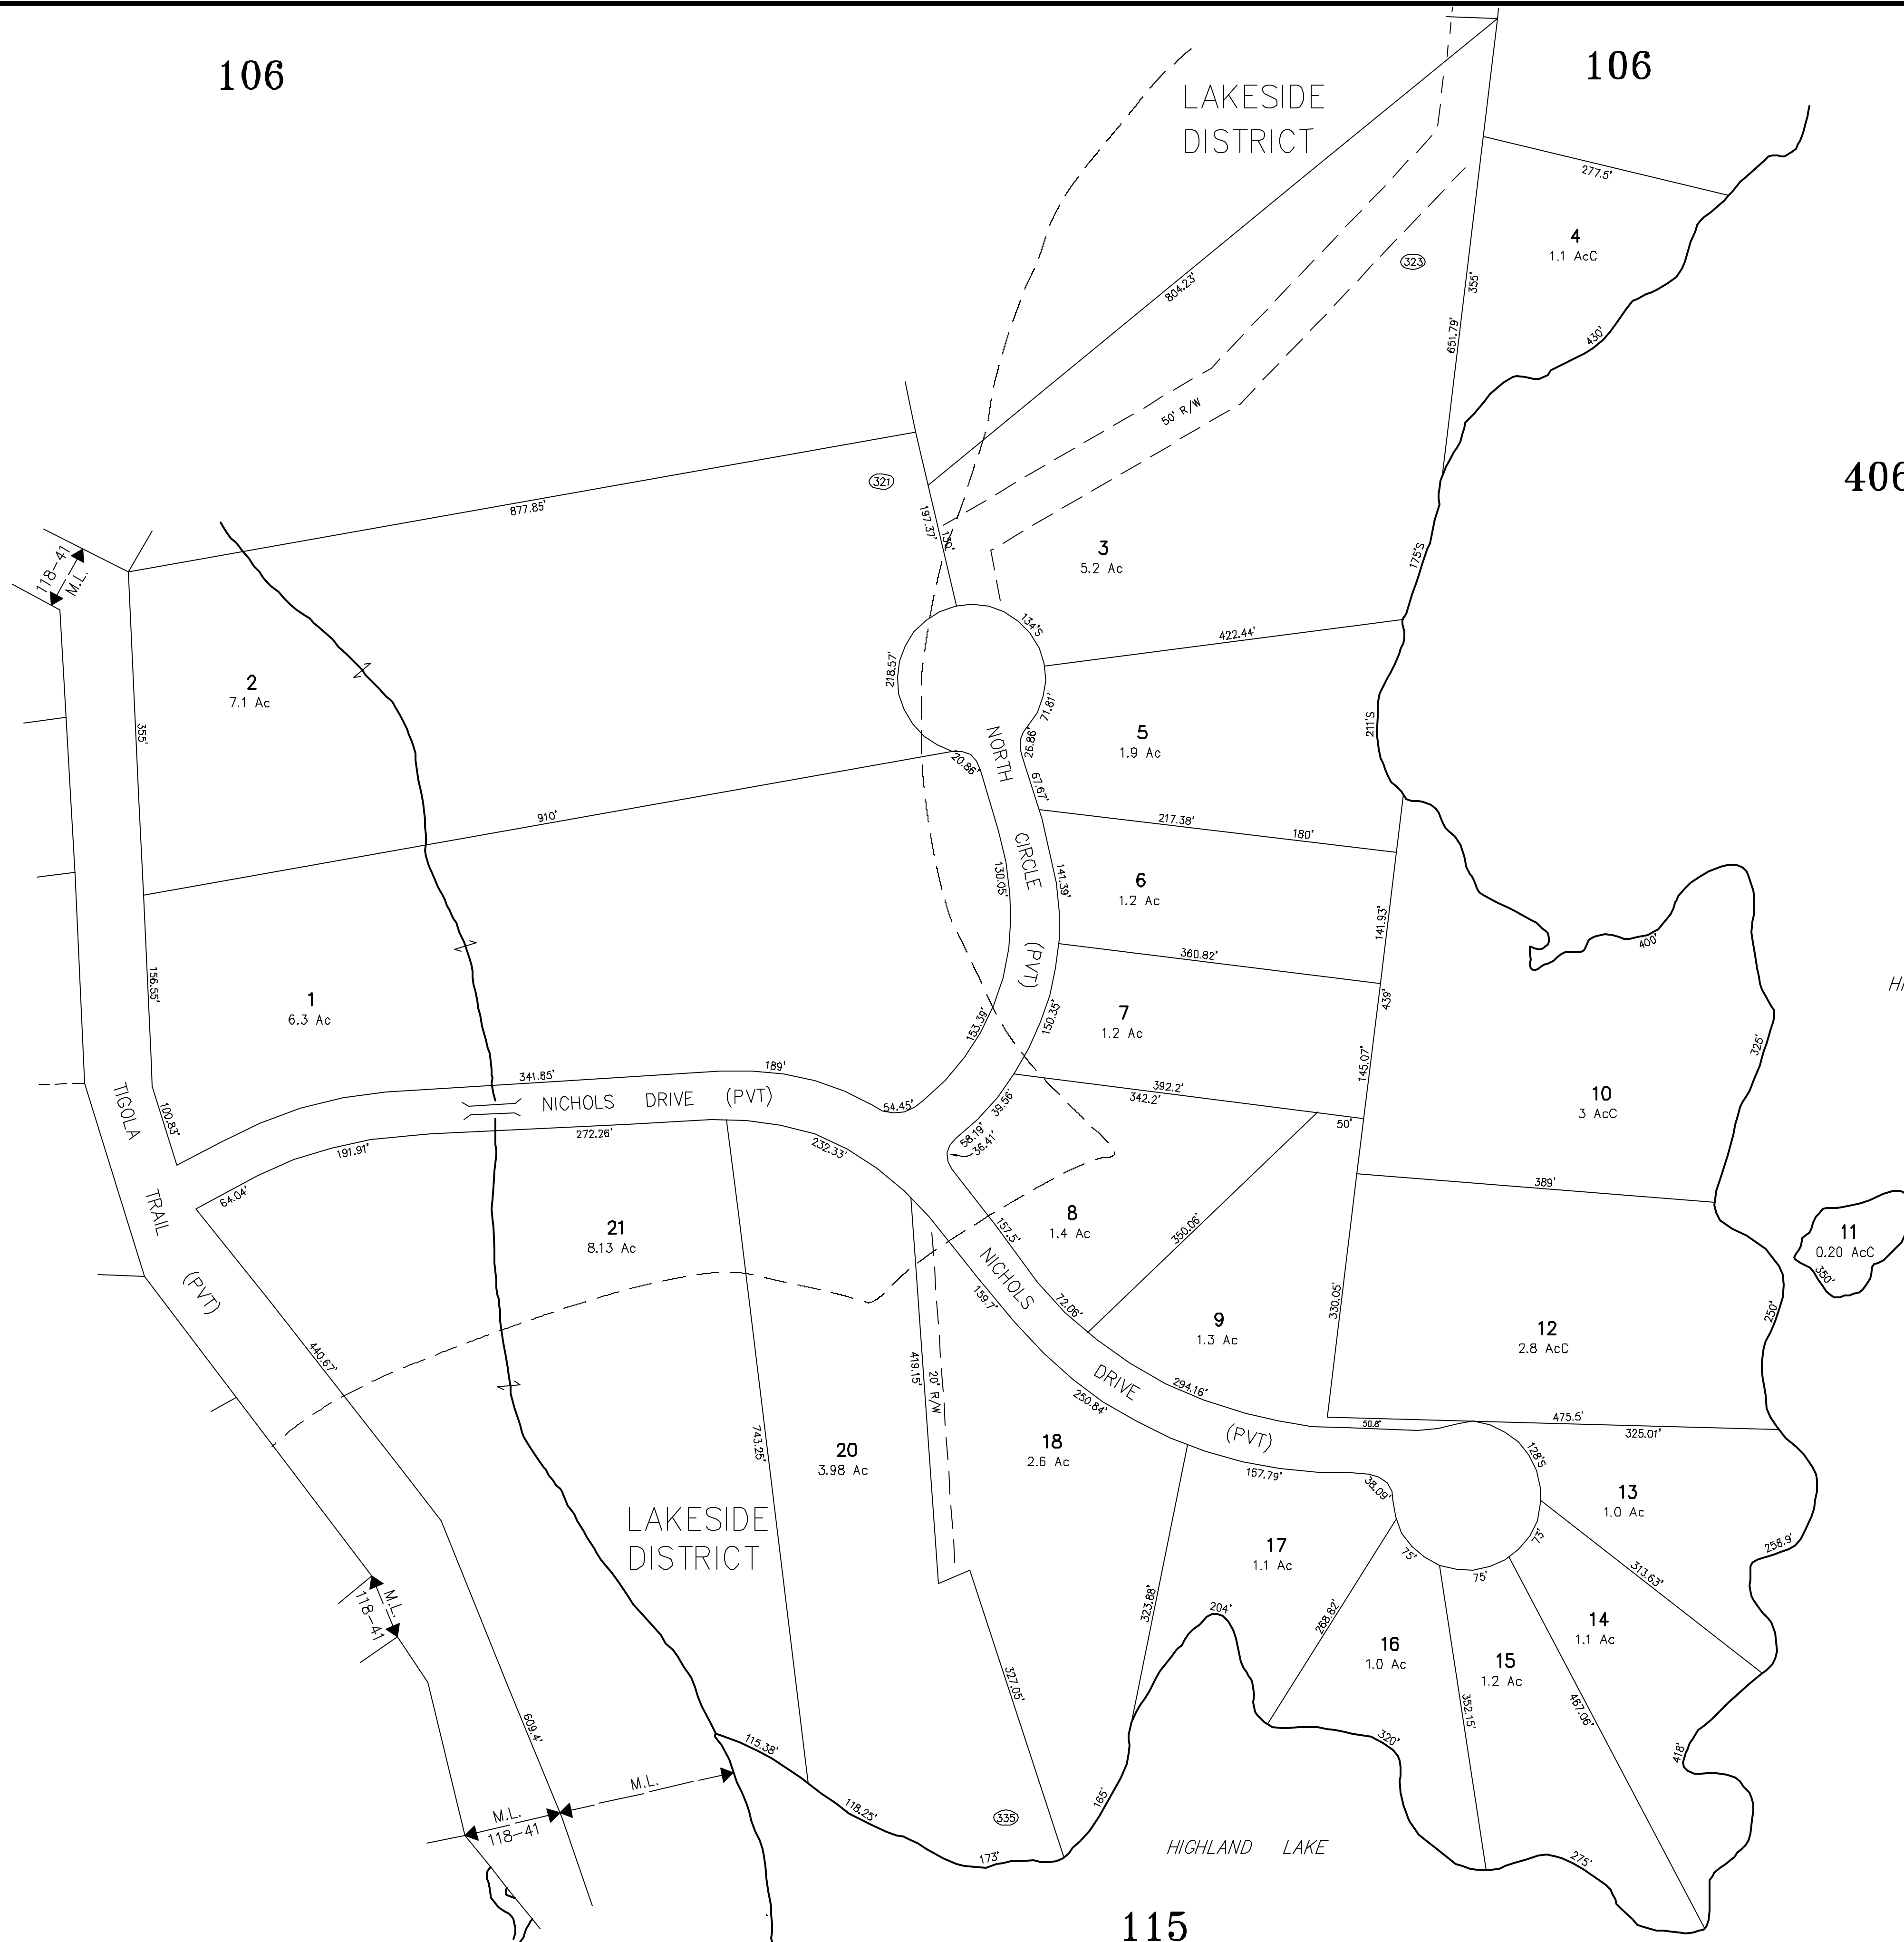 106
LAKESIDE
DISTRICT
106
277.5'
4
1.1 AcC
323
804.23'
355'
651.79'
430'
50' R/W
406
321
877.85'
197.37'
130'
118-41
M.L.
3
5.2 Ac
175'S
134'S
422.44'
218.57'
2
7.1 Ac
355'
71.81'
26.86'
67.67'
20.86'
NORTH
CIRCLE
(PVT)
5
1.9 Ac
211'S
910'
217.38'
180'
130.05'
141.39'
6
1.2 Ac
141.93'
400'
360.82'
156.55'
1
6.3 Ac
153.39'
150.35'
7
1.2 Ac
439'
145.07'
325'
341.85'
189'
54.45'
NICHOLS DRIVE (PVT)
392.2'
342.2'
50'
10
3 AcC
100.83'
TIGOLA
TRAIL
(PVT)
39.56'
58.19'
36.41'
272.26'
191.91'
232.33'
64.04'
389'
21
8.13 Ac
8
1.4 Ac
157.5'
350.06'
11
0.20 AcC
350'
NICHOLS
DRIVE
(PVT)
159.7'
72.06'
330.05'
9
1.3 Ac
12
2.8 AcC
250'
440.67'
419.15'
20' R/W
294.16'
250.84'
50.8'
475.5'
325.01'
743.25'
20
3.98 Ac
18
2.6 Ac
157.79'
38.09'
128'S
13
1.0 Ac
LAKESIDE
DISTRICT
17
1.1 Ac
75'
75'
73'
258.9'
313.63'
M.L.
118-41
323.88'
204'
268.82'
14
1.1 Ac
16
1.0 Ac
15
1.2 Ac
327.05'
609.4'
352.15'
467.06'
115.38'
320'
418'
M.L.
M.L.
118-41
118.25'
335
165'
173'
HIGHLAND LAKE
275'
115